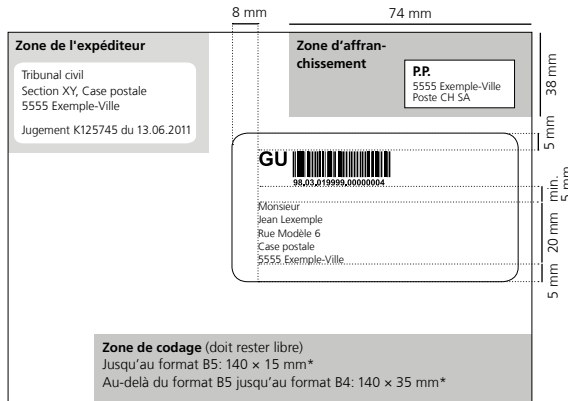 8 mm
74 mm
Zone de l'expéditeur
Tribunal civil
Section XY, Case postale
5555 Exemple-Ville
Jugement K125745 du 13.06.2011
Zone d'affran-
chissement
P.P.
5555 Exemple-Ville
Poste CH SA
38 mm
5 mm
GU
98.03.019999.00000004
min.
5 mm
Monsieur
Jean Lexemple
Rue Modèle 6
Case postale
5555 Exemple-Ville
20 mm
5 mm
Zone de codage (doit rester libre)
Jusqu'au format B5: 140 × 15 mm*
Au-delà du format B5 jusqu'au format B4: 140 × 35 mm*